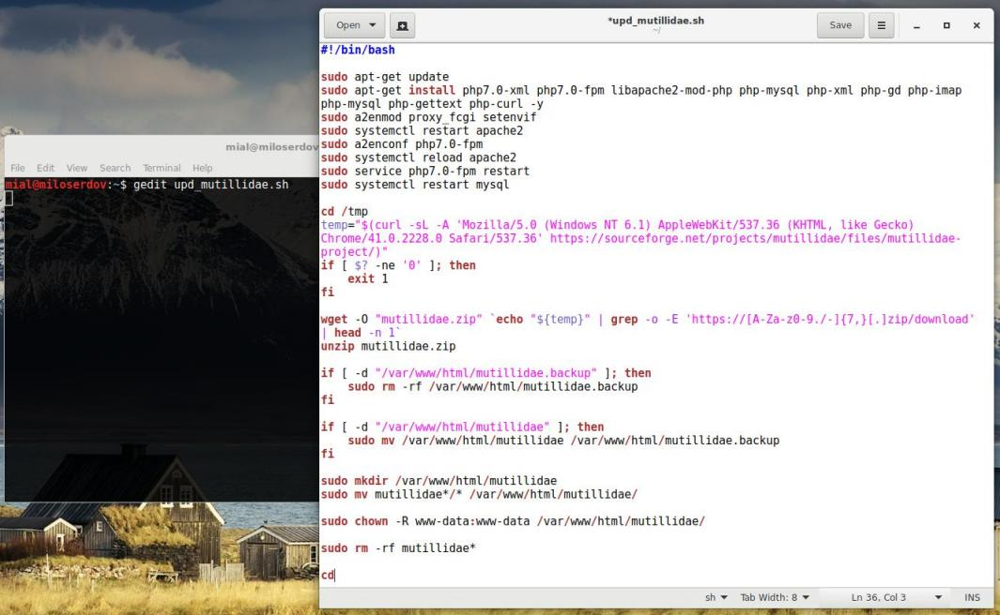 Open
*upd_mutillidae.sh
~/
Save
#!/bin/bash
sudo apt-get update
sudo apt-get install php7.0-xml php7.0-fpm libapache2-mod-php php-mysql php-xml php-gd php-imap
php-mysql php-gettext php-curl -y
sudo a2enmod proxy_fcgi setenvif
sudo systemctl restart apache2
sudo a2enconf php7.0-fpm
sudo systemctl reload apache2
sudo service php7.0-fpm restart
sudo systemctl restart mysql
cd /tmp
temp="$(curl -sL -A 'Mozilla/5.0 (Windows NT 6.1) AppleWebKit/537.36 (KHTML, like Gecko)
Chrome/41.0.2228.0 Safari/537.36' https://sourceforge.net/projects/mutillidae/files/mutillidae-
project/)"
if [ $? -ne '0' ]; then
    exit 1
fi
wget -O "mutillidae.zip" `echo "${temp}" | grep -o -E 'https://[A-Za-z0-9./-]{7,}[.]zip/download'
| head -n 1`
unzip mutillidae.zip
if [ -d "/var/www/html/mutillidae.backup" ]; then
    sudo rm -rf /var/www/html/mutillidae.backup
fi
if [ -d "/var/www/html/mutillidae" ]; then
    sudo mv /var/www/html/mutillidae /var/www/html/mutillidae.backup
fi
sudo mkdir /var/www/html/mutillidae
sudo mv mutillidae*/* /var/www/html/mutillidae/
sudo chown -R www-data:www-data /var/www/html/mutillidae/
sudo rm -rf mutillidae*
cd
sh
Tab Width: 8
Ln 36, Col 3
INS
mial@miloserdov
File Edit View Search Terminal Help
mial@miloserdov:~$ gedit upd_mutillidae.sh